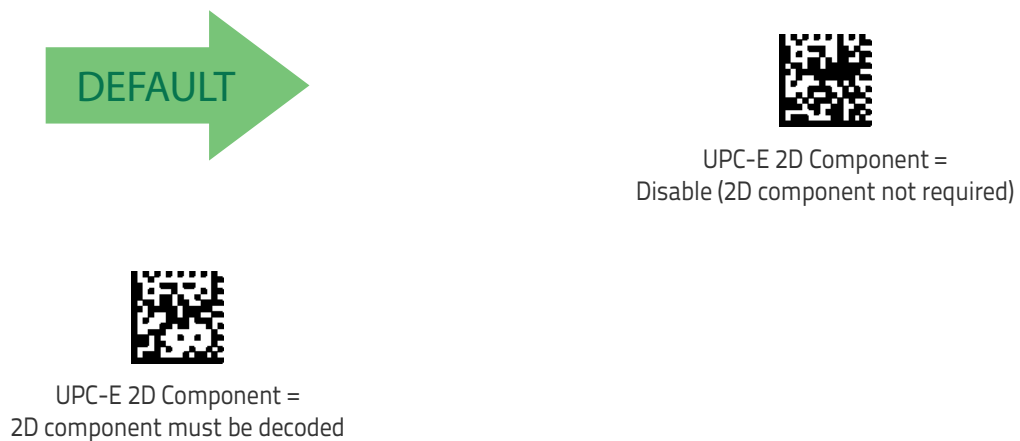 DEFAULT
UPC-E 2D Component =
Disable (2D component not required)
UPC-E 2D Component =
2D component must be decoded